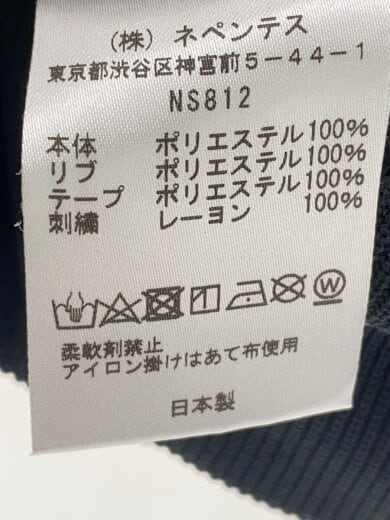 (株) ネペンテス
東京都渋谷区神宮前5-44-1
NS812
本体 ポリエステル100%
リブ ポリエステル100%
テープ ポリエステル100%
刺繍 レーヨン 100%
W
柔軟剤禁止
アイロン掛けはあて布使用
日本製